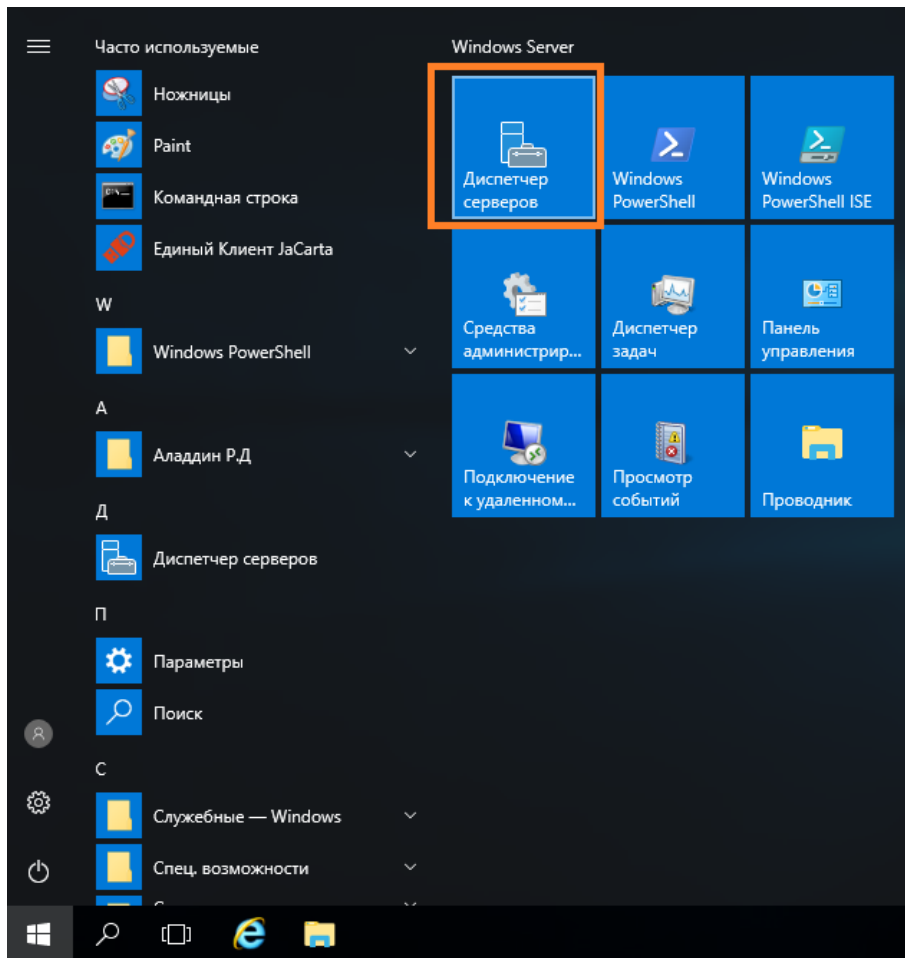 Часто используемые
Ножницы
Paint
Командная строка
Единый Клиент JaCarta
W
Windows PowerShell
А
Аладдин Р.Д
Д
Диспетчер серверов
П
Параметры
Поиск
С
Служебные — Windows
Спец. возможности
Windows Server
Диспетчер
серверов
Windows
PowerShell
Windows
PowerShell ISE
Средства
администрир...
Диспетчер
задач
Панель
управления
Подключение
к удаленном...
Просмотр
событий
Проводник